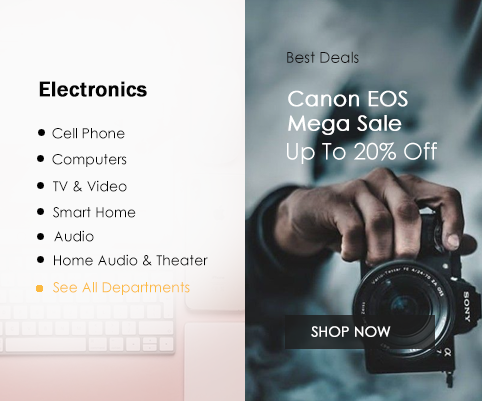 Electronics
Cell Phone
Computers
TV & Video
Smart Home
Audio
Home Audio & Theater
See All Departments
Best Deals
Canon EOS
Mega Sale
Up To 20% Off
SHOP NOW
SONY
α